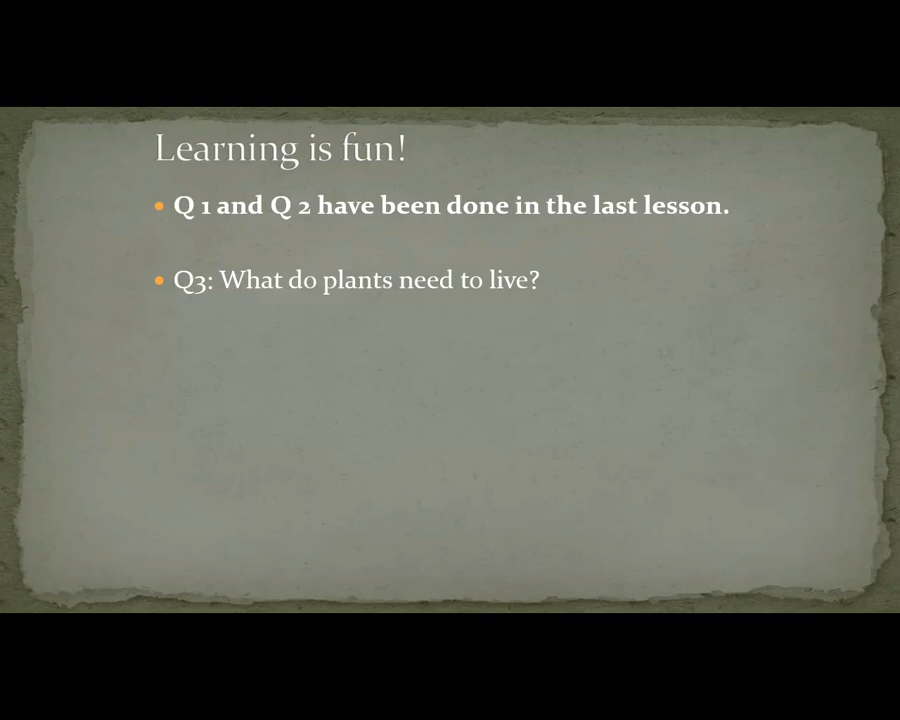 Learning is fun!
• Q 1 and Q 2 have been done in the last lesson.
• Q3: What do plants need to live?